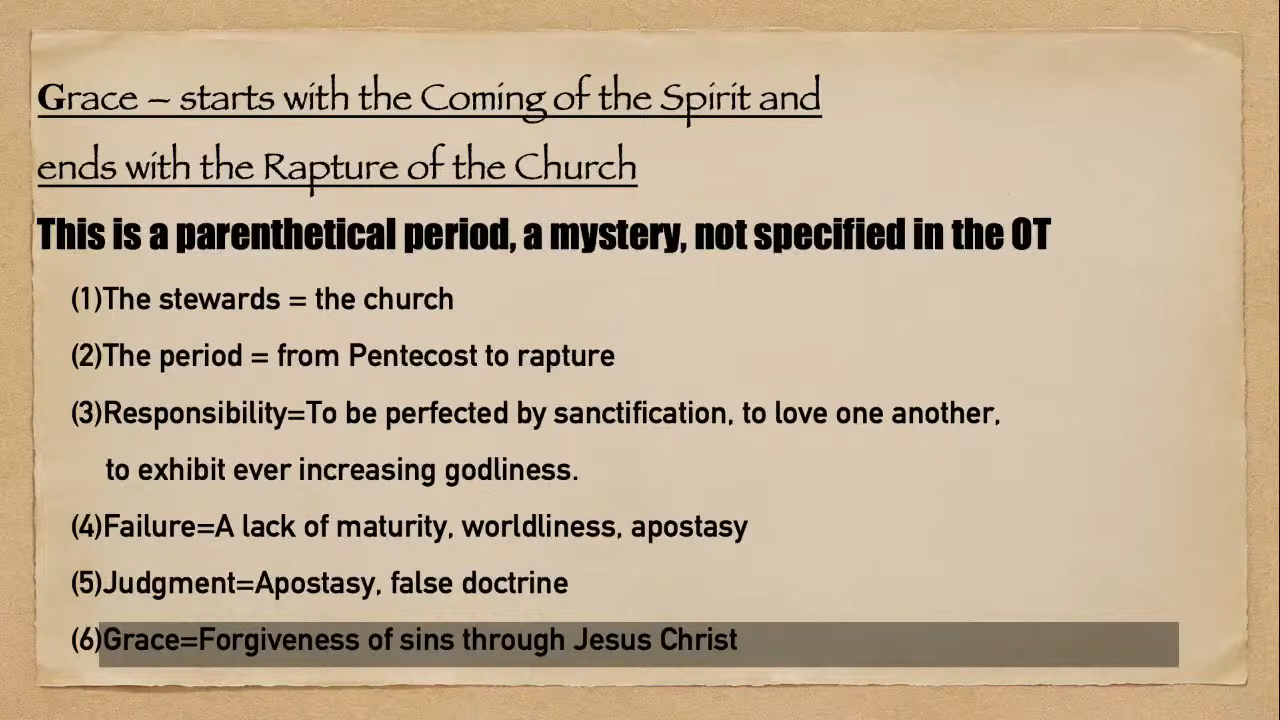 Grace – starts with the Coming of the Spirit and
ends with the Rapture of the Church
This is a parenthetical period, a mystery, not specified in the OT
(1)The stewards = the church
(2)The period = from Pentecost to rapture
(3)Responsibility=To be perfected by sanctification, to love one another,
to exhibit ever increasing godliness.
(4)Failure=A lack of maturity, worldliness, apostasy
(5)Judgment=Apostasy, false doctrine
(6)Grace=Forgiveness of sins through Jesus Christ